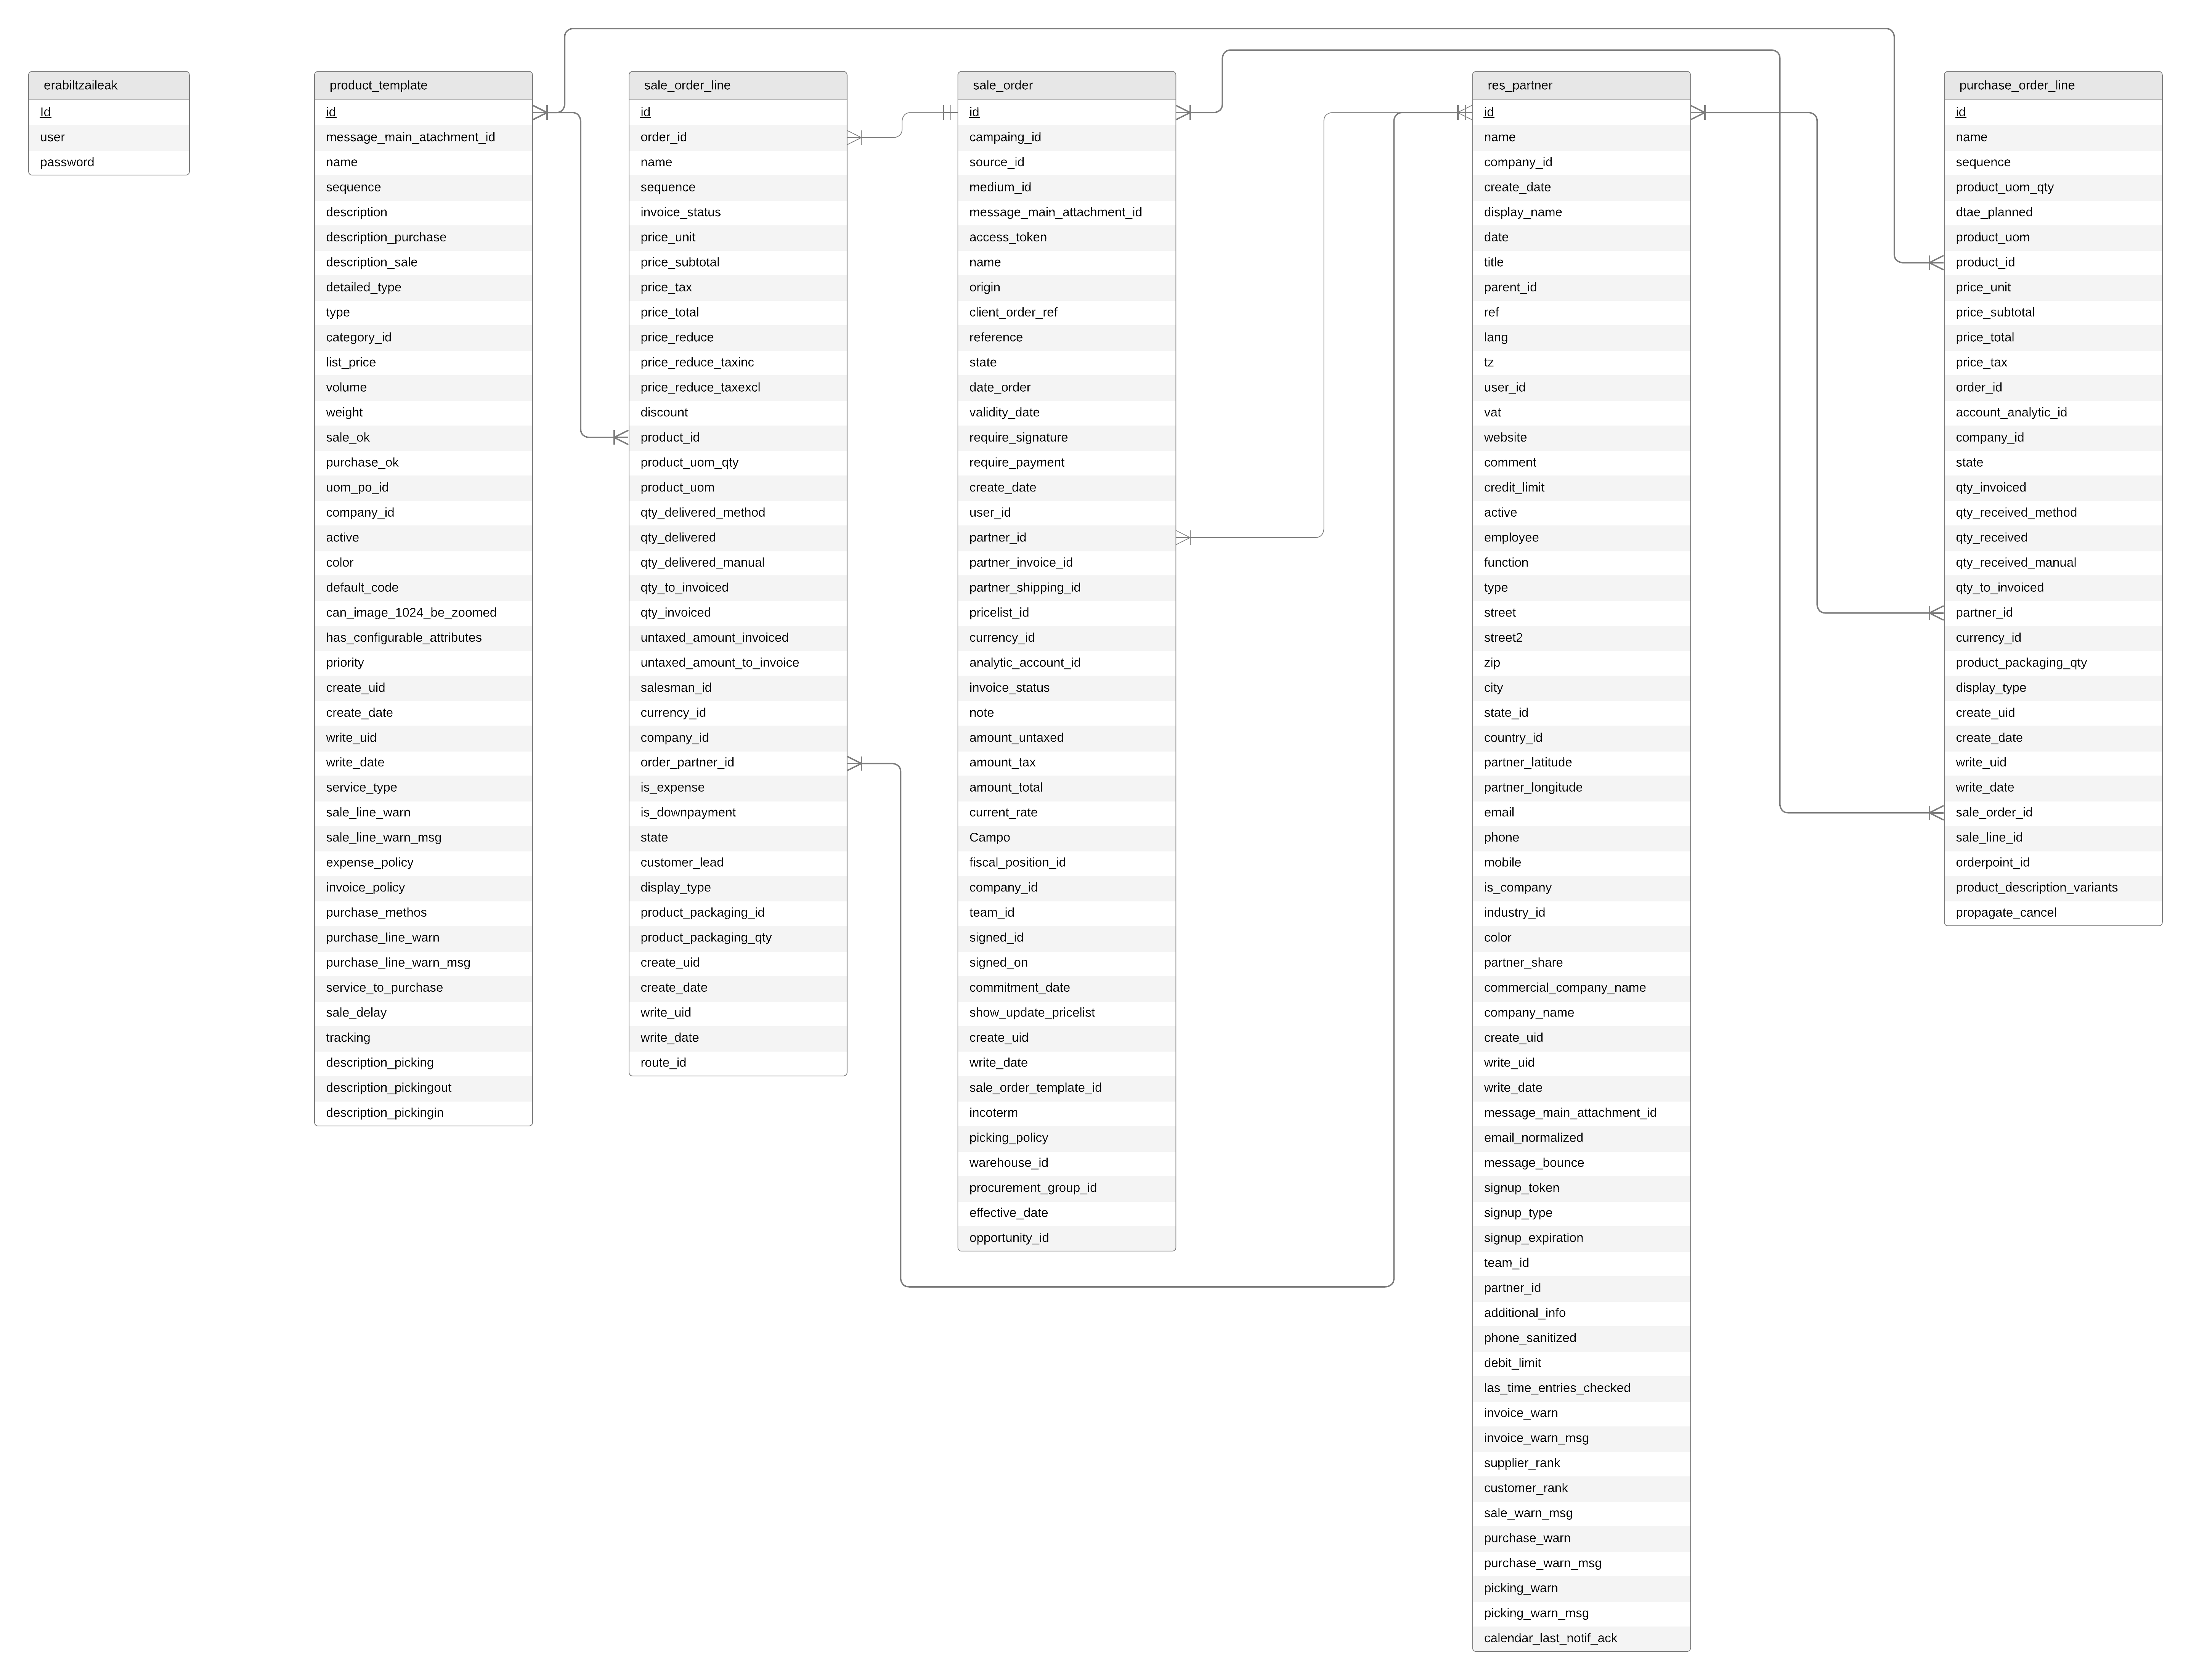 erabiltzaileak
Id
user
password
product_template
id
message_main_atachment_id
name
sequence
description
description_purchase
description_sale
detailed_type
type
category_id
list_price
volume
weight
sale_ok
purchase_ok
uom_po_id
company_id
active
color
default_code
can_image_1024_be_zoomed
has_configurable_attributes
priority
create_uid
create_date
write_uid
write_date
service_type
sale_line_warn
sale_line_warn_msg
expense_policy
invoice_policy
purchase_methos
purchase_line_warn
purchase_line_warn_msg
service_to_purchase
sale_delay
tracking
description_picking
description_pickingout
description_pickingin
sale_order_line
id
order_id
name
sequence
invoice_status
price_unit
price_subtotal
price_tax
price_total
price_reduce
price_reduce_taxinc
price_reduce_taxexcl
discount
product_id
product_uom_qty
product_uom
qty_delivered_method
qty_delivered
qty_delivered_manual
qty_to_invoiced
qty_invoiced
untaxed_amount_invoiced
untaxed_amount_to_invoice
salesman_id
currency_id
company_id
order_partner_id
is_expense
is_downpayment
state
customer_lead
display_type
product_packaging_id
product_packaging_qty
create_uid
create_date
write_uid
write_date
route_id
sale_order
id
campaing_id
source_id
medium_id
message_main_attachment_id
access_token
name
origin
client_order_ref
reference
state
date_order
validity_date
require_signature
require_payment
create_date
user_id
partner_id
partner_invoice_id
partner_shipping_id
pricelist_id
currency_id
analytic_account_id
invoice_status
note
amount_untaxed
amount_tax
amount_total
current_rate
Campo
fiscal_position_id
company_id
team_id
signed_id
signed_on
commitment_date
show_update_pricelist
create_uid
write_date
sale_order_template_id
incoterm
picking_policy
warehouse_id
procurement_group_id
effective_date
opportunity_id
res_partner
id
name
company_id
create_date
display_name
date
title
parent_id
ref
lang
tz
user_id
vat
website
comment
credit_limit
active
employee
function
type
street
street2
zip
city
state_id
country_id
partner_latitude
partner_longitude
email
phone
mobile
is_company
industry_id
color
partner_share
commercial_company_name
company_name
create_uid
write_uid
write_date
message_main_attachment_id
email_normalized
message_bounce
signup_token
signup_type
signup_expiration
team_id
partner_id
additional_info
phone_sanitized
debit_limit
las_time_entries_checked
invoice_warn
invoice_warn_msg
supplier_rank
customer_rank
sale_warn_msg
purchase_warn
purchase_warn_msg
picking_warn
picking_warn_msg
calendar_last_notif_ack
purchase_order_line
id
name
sequence
product_uom_qty
dtae_planned
product_uom
product_id
price_unit
price_subtotal
price_total
price_tax
order_id
account_analytic_id
company_id
state
qty_invoiced
qty_received_method
qty_received
qty_received_manual
qty_to_invoiced
partner_id
currency_id
product_packaging_qty
display_type
create_uid
create_date
write_uid
write_date
sale_order_id
sale_line_id
orderpoint_id
product_description_variants
propagate_cancel